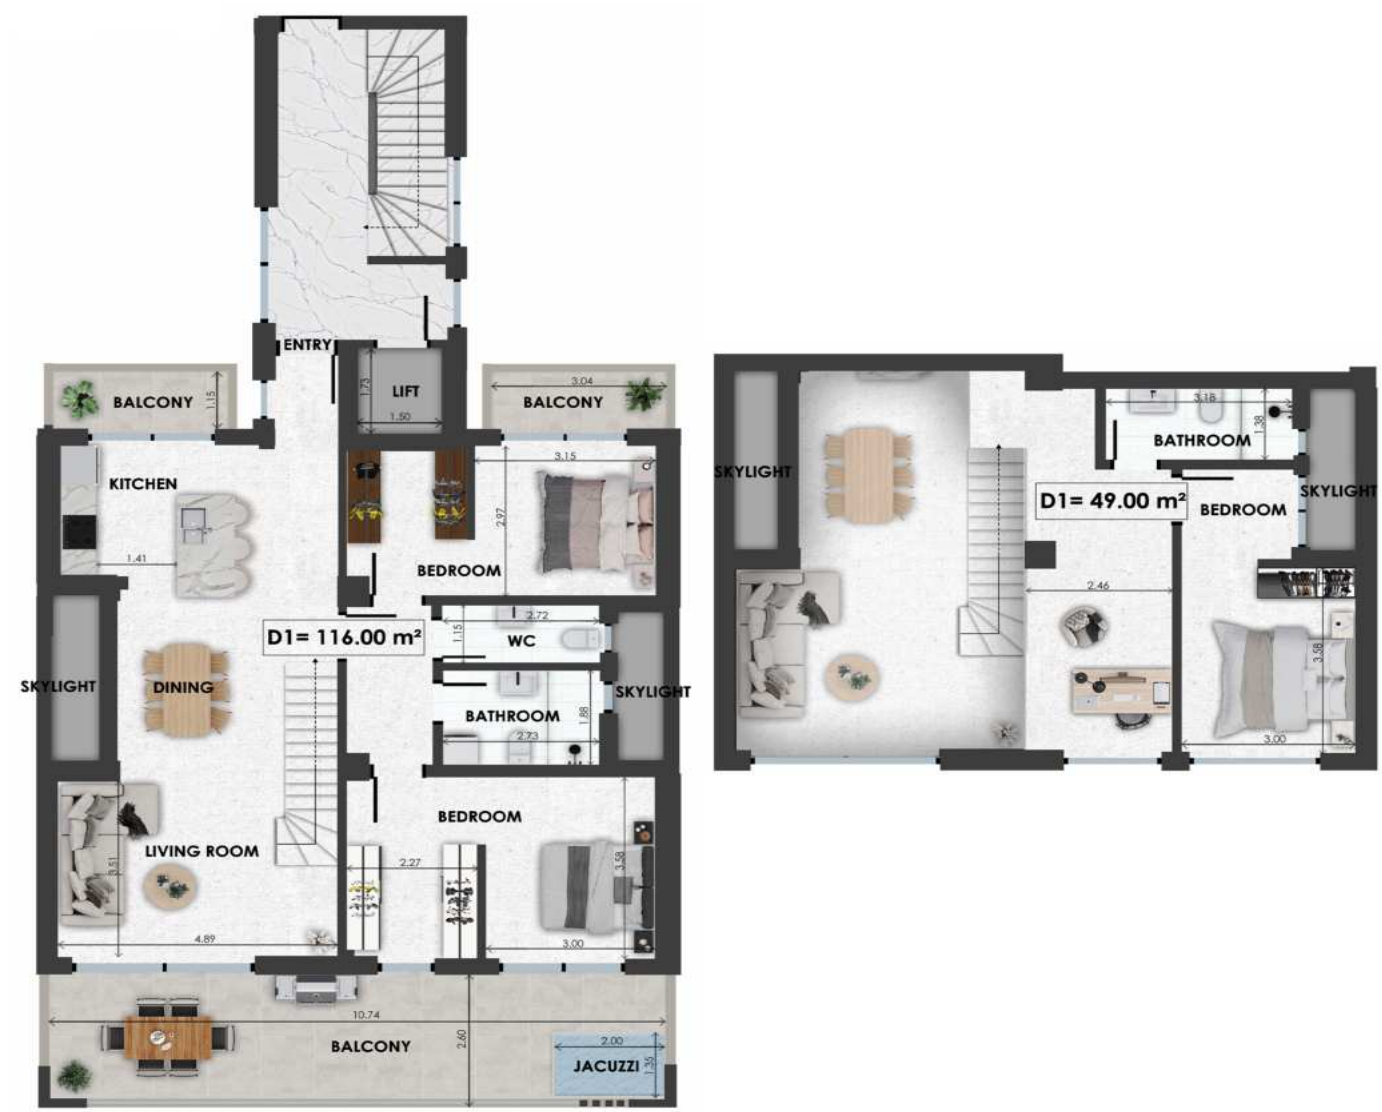 ENTRY
LIFT
1.73
1.50
BALCONY
1.15
3.04
BALCONY
KITCHEN
1.41
3.15
2.97
BEDROOM
D1= 116.00 m²
2.72
1.15
WC
SKYLIGHT
DINING
SKYLIGHT
BATHROOM
1.88
2.73
BEDROOM
LIVING ROOM
3.51
2.27
3.58
4.89
3.00
10.74
BALCONY
2.60
2.00
JACUZZI
1.35
SKYLIGHT
3.18
1.38
BATHROOM
D1= 49.00 m²
BEDROOM
SKYLIGHT
2.46
3.58
3.00